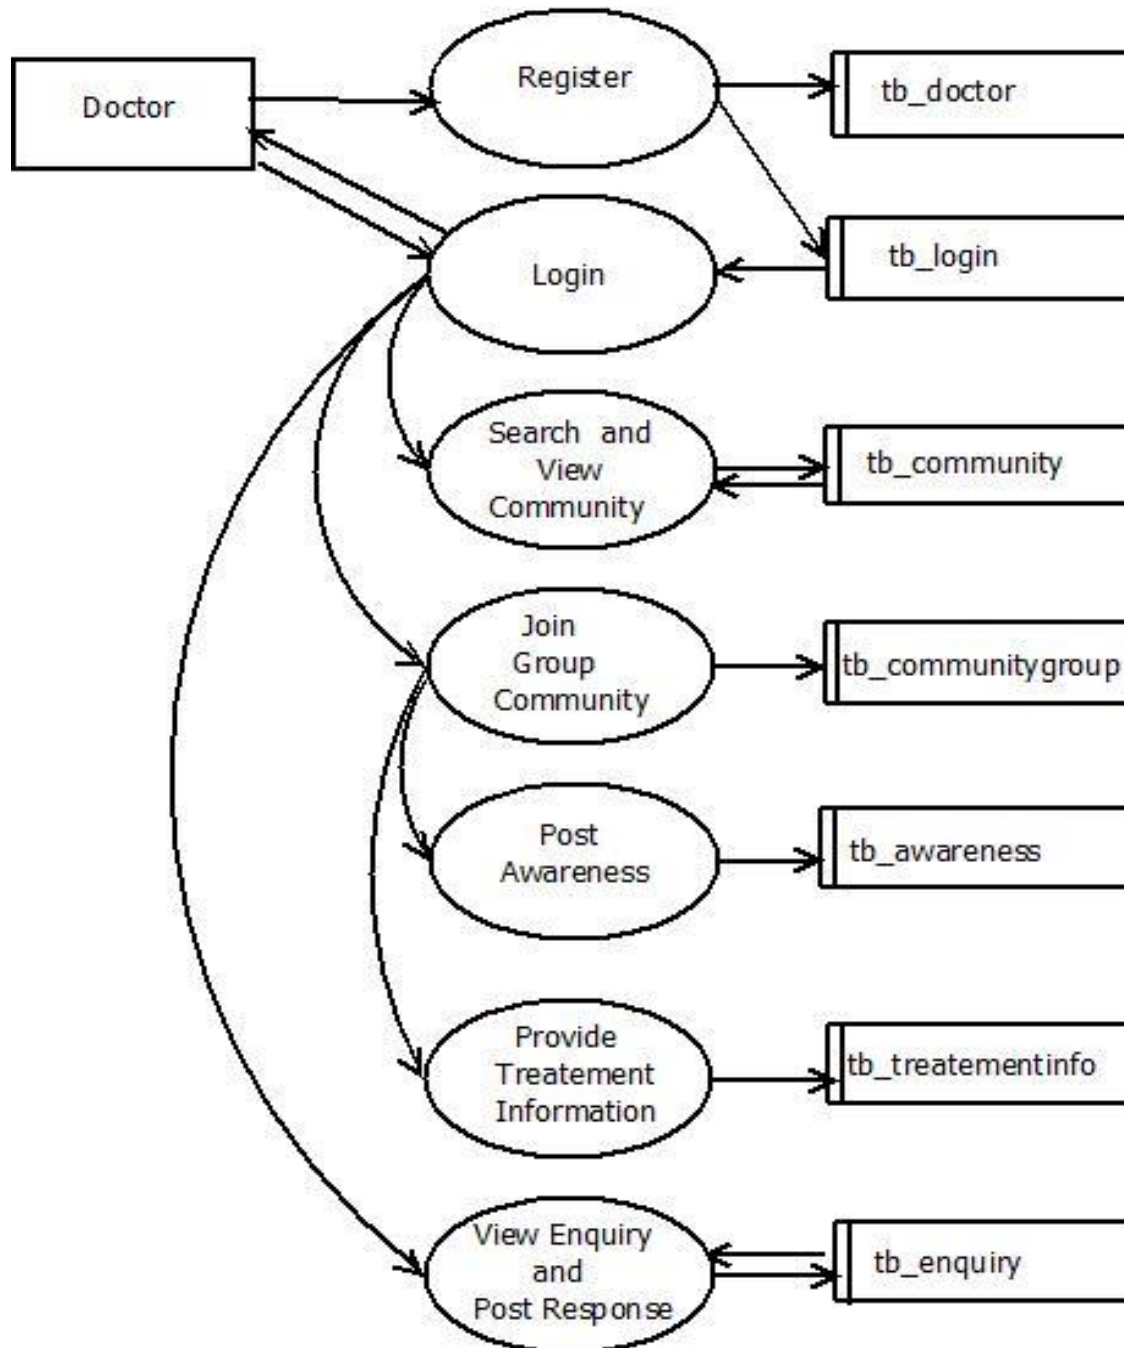 Doctor
Register
tb_doctor
Login
tb_login
Search and
View
Community
tb_community
Join
Group
Community
tb_communitygroup
Post
Awareness
tb_awareness
Provide
Treatement
Information
tb_treatementinfo
View Enquiry
and
Post Response
tb_enquiry